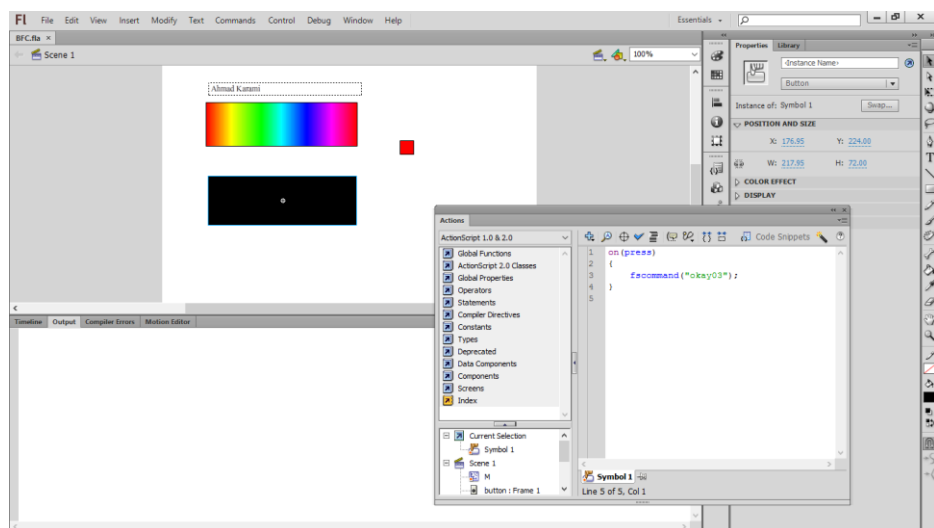 Fl File Edit View Insert Modify Text Commands Control Debug Window Help Essentials
BFC.fla ×
Scene 1 100%
Ahmad Karami
Properties Library
<Instance Name>
Button
Instance of: Symbol 1 Swap...
POSITION AND SIZE
X: 176.95 Y: 224.00
W: 217.95 H: 72.00
COLOR EFFECT
DISPLAY
Actions
ActionScript 1.0 & 2.0
Code Snippets
Global Functions
ActionScript 2.0 Classes
Global Properties
Operators
Statements
Compiler Directives
Constants
Types
Deprecated
Data Components
Components
Screens
Index
1 on(press)
2 {
3 fscommand("okay03");
4 }
5
Current Selection
Symbol 1
Scene 1
M
button : Frame 1
Symbol 1
Line 5 of 5, Col 1
Timeline Output Compiler Errors Motion Editor